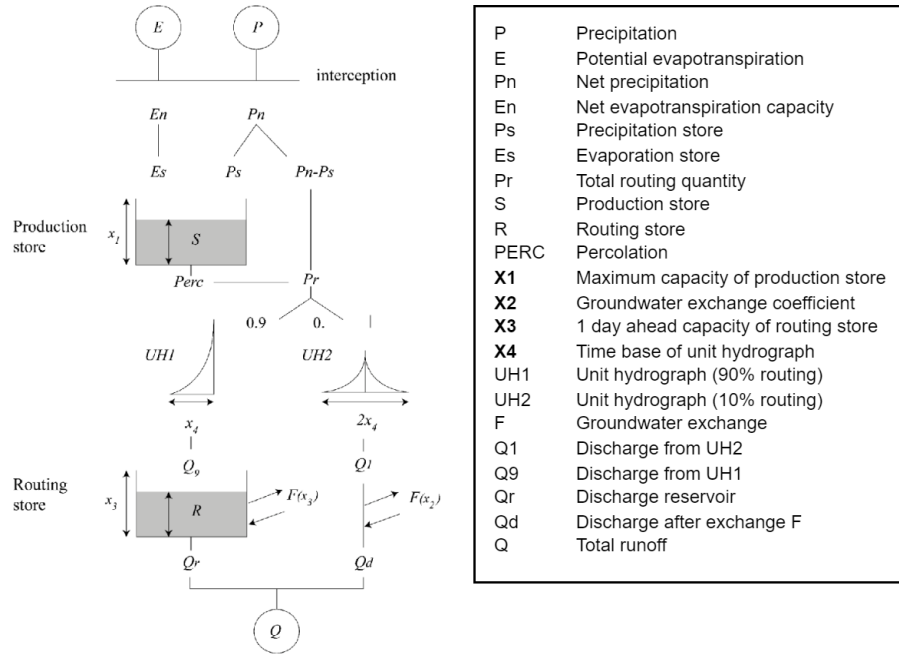 E P
interception
En Pn
Es Ps Pn-Ps
Production
store
x1
S
Perc Pr
0.9 0.
UH1 UH2
x4 2x4
Q9 Q1
Routing
store
x3
R
F(x3) F(x2)
Qr Qd
Q
P Precipitation
E Potential evapotranspiration
Pn Net precipitation
En Net evapotranspiration capacity
Ps Precipitation store
Es Evaporation store
Pr Total routing quantity
S Production store
R Routing store
PERC Percolation
X1 Maximum capacity of production store
X2 Groundwater exchange coefficient
X3 1 day ahead capacity of routing store
X4 Time base of unit hydrograph
UH1 Unit hydrograph (90% routing)
UH2 Unit hydrograph (10% routing)
F Groundwater exchange
Q1 Discharge from UH2
Q9 Discharge from UH1
Qr Discharge reservoir
Qd Discharge after exchange F
Q Total runoff